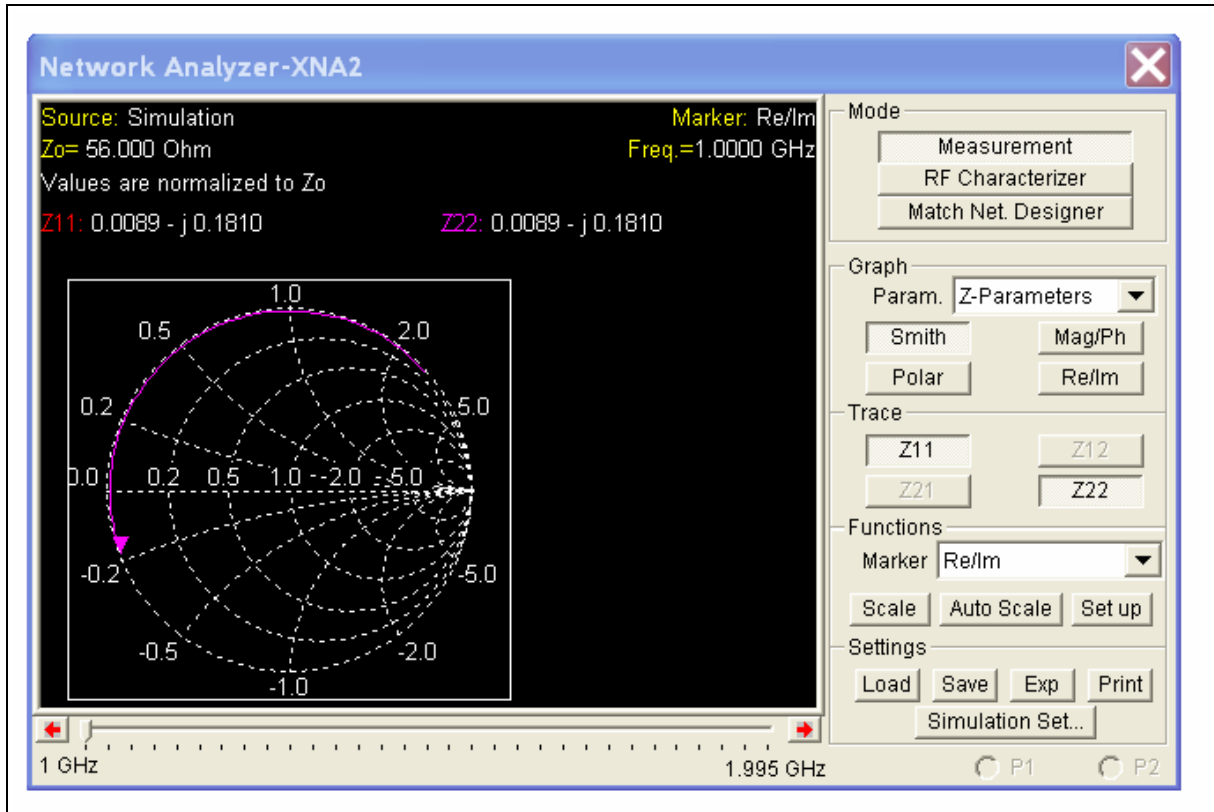 Network Analyzer-XNA2
Source: Simulation
Marker: Re/Im
Zo= 56.000 Ohm
Freq.=1.0000 GHz
Values are normalized to Zo
Z11: 0.0089 - j 0.1810
Z22: 0.0089 - j 0.1810
1.0
0.5
2.0
0.2
5.0
0.0 0.2 0.5 1.0 2.0 5.0
-0.2
-5.0
-0.5
-2.0
-1.0
1 GHz
1.995 GHz
Mode
Measurement
RF Characterizer
Match Net. Designer
Graph
Param. Z-Parameters
Smith
Mag/Ph
Polar
Re/Im
Trace
Z11
Z12
Z21
Z22
Functions
Marker Re/Im
Scale
Auto Scale
Set up
Settings
Load
Save
Exp
Print
Simulation Set...
P1
P2